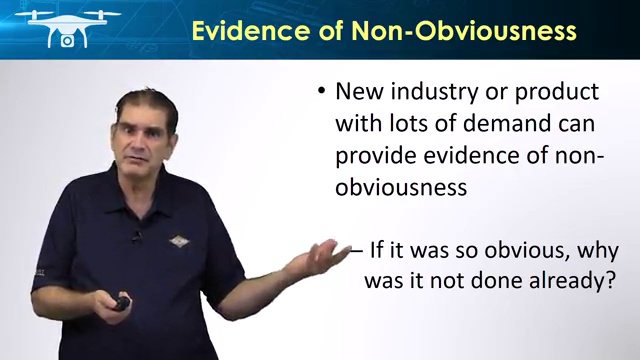 Evidence of Non-Obviousness
• New industry or product
with lots of demand can
provide evidence of non-
obviousness
– If it was so obvious, why
was it not done already?